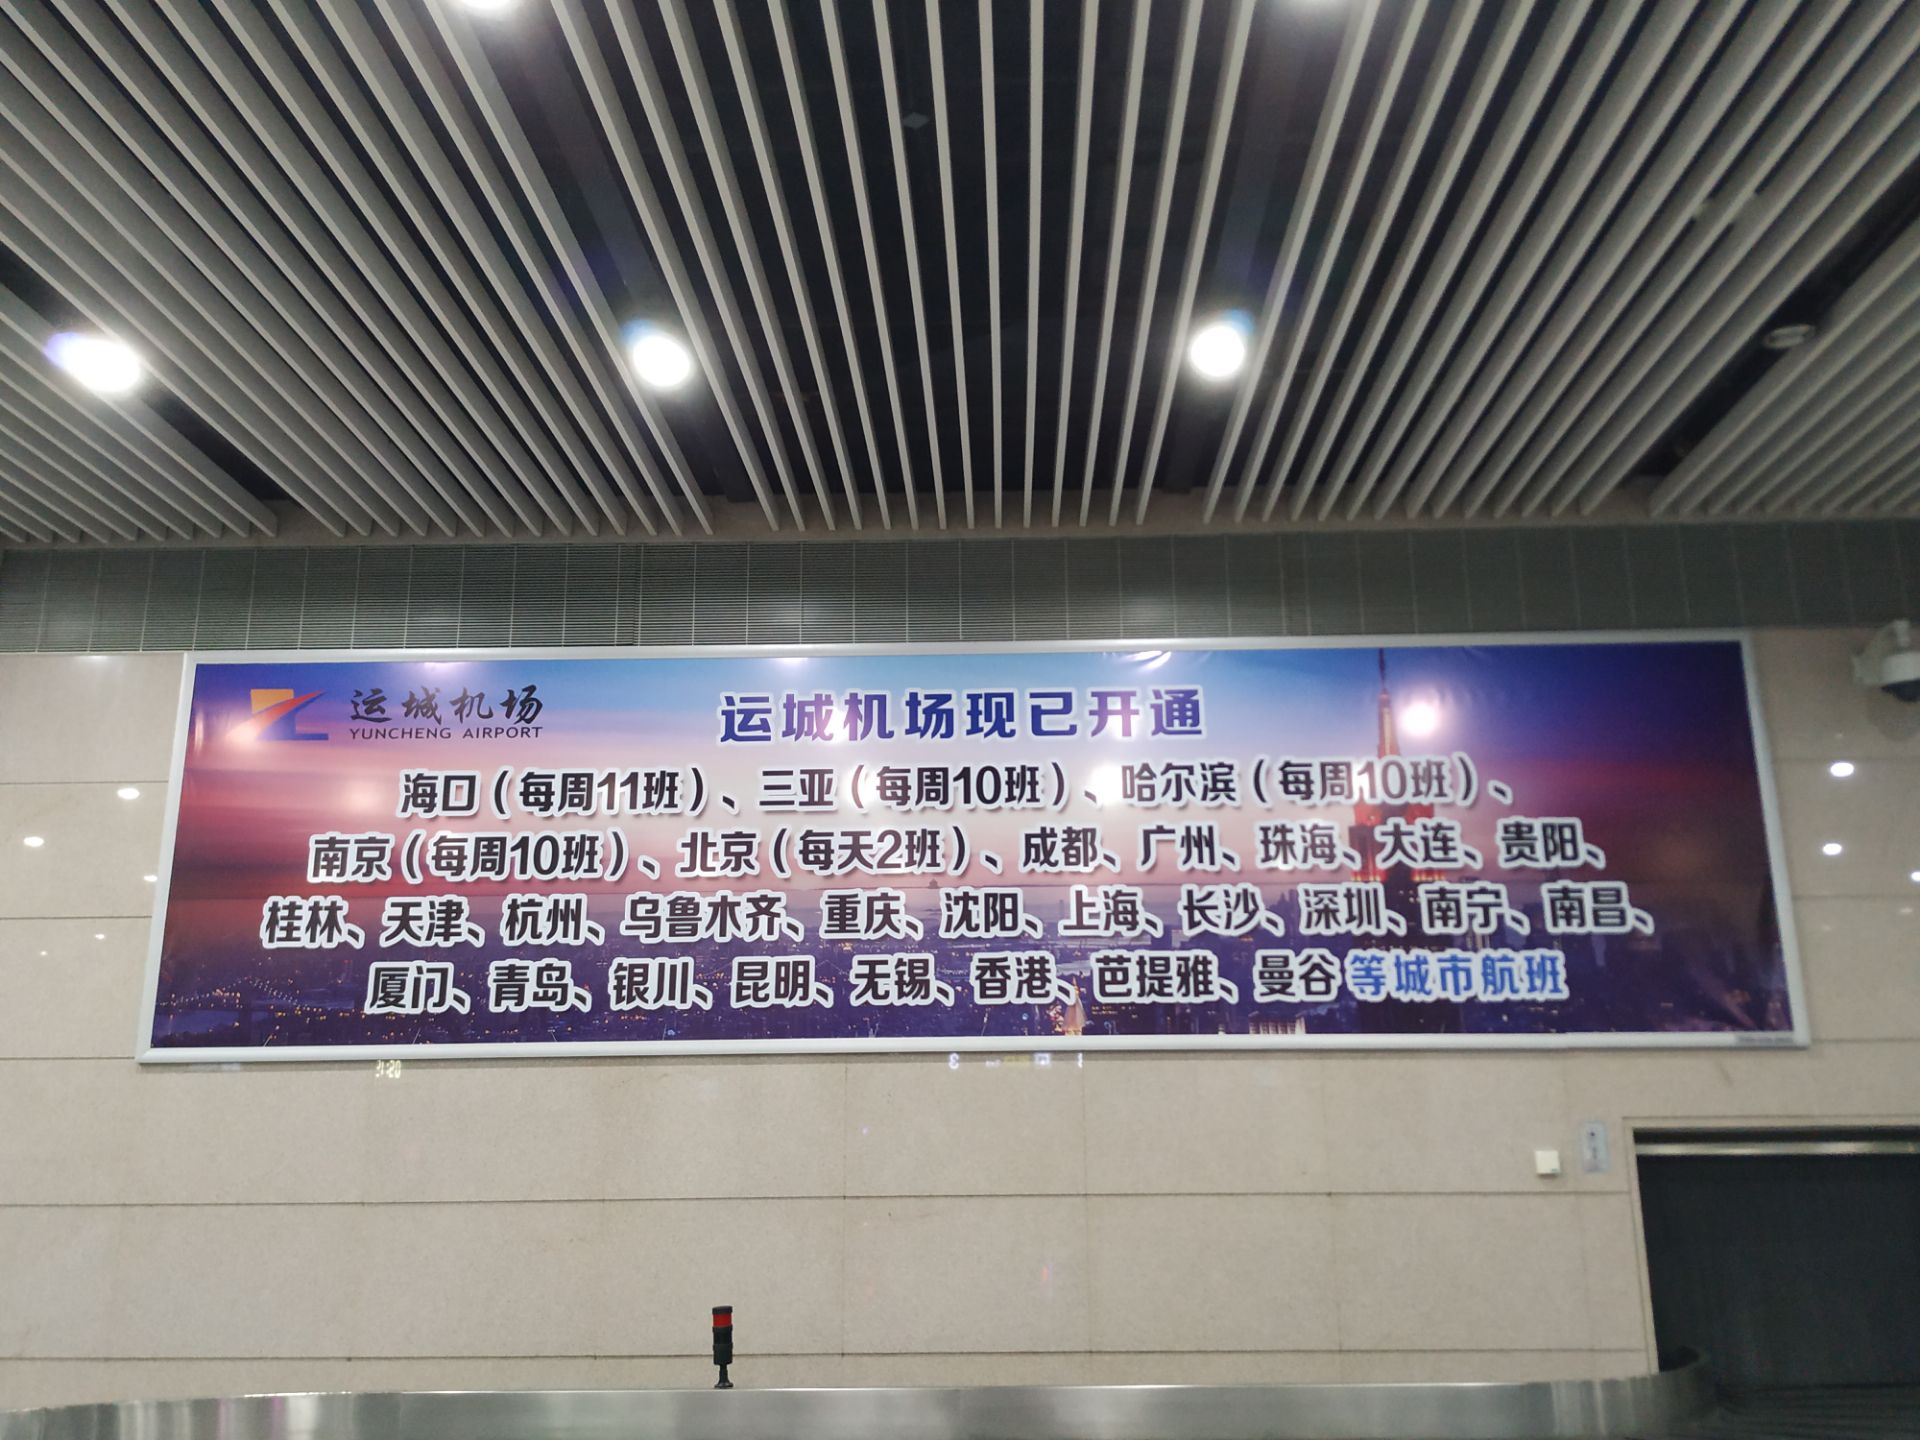 运城机场
YUNCHENG AIRPORT
运城机场现已开通
海口（每周11班）、三亚（每周10班）、哈尔滨（每周10班）、
南京（每周10班）、北京（每天2班）、成都、广州、珠海、大连、贵阳、
桂林、天津、杭州、乌鲁木齐、重庆、沈阳、上海、长沙、深圳、南宁、南昌、
厦门、青岛、银川、昆明、无锡、香港、芭提雅、曼谷等城市航班